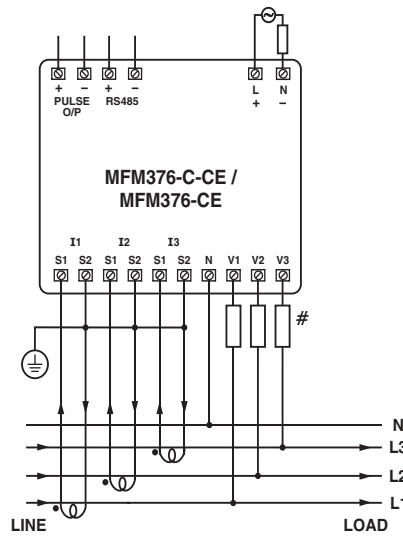 L N
+ − + − + −
PULSE O/P RS485
MFM376-C-CE /
MFM376-CE
I1 I2 I3
S1 S2 S1 S2 S1 S2 N V1 V2 V3
#
N
L3
L2
L1
LINE LOAD